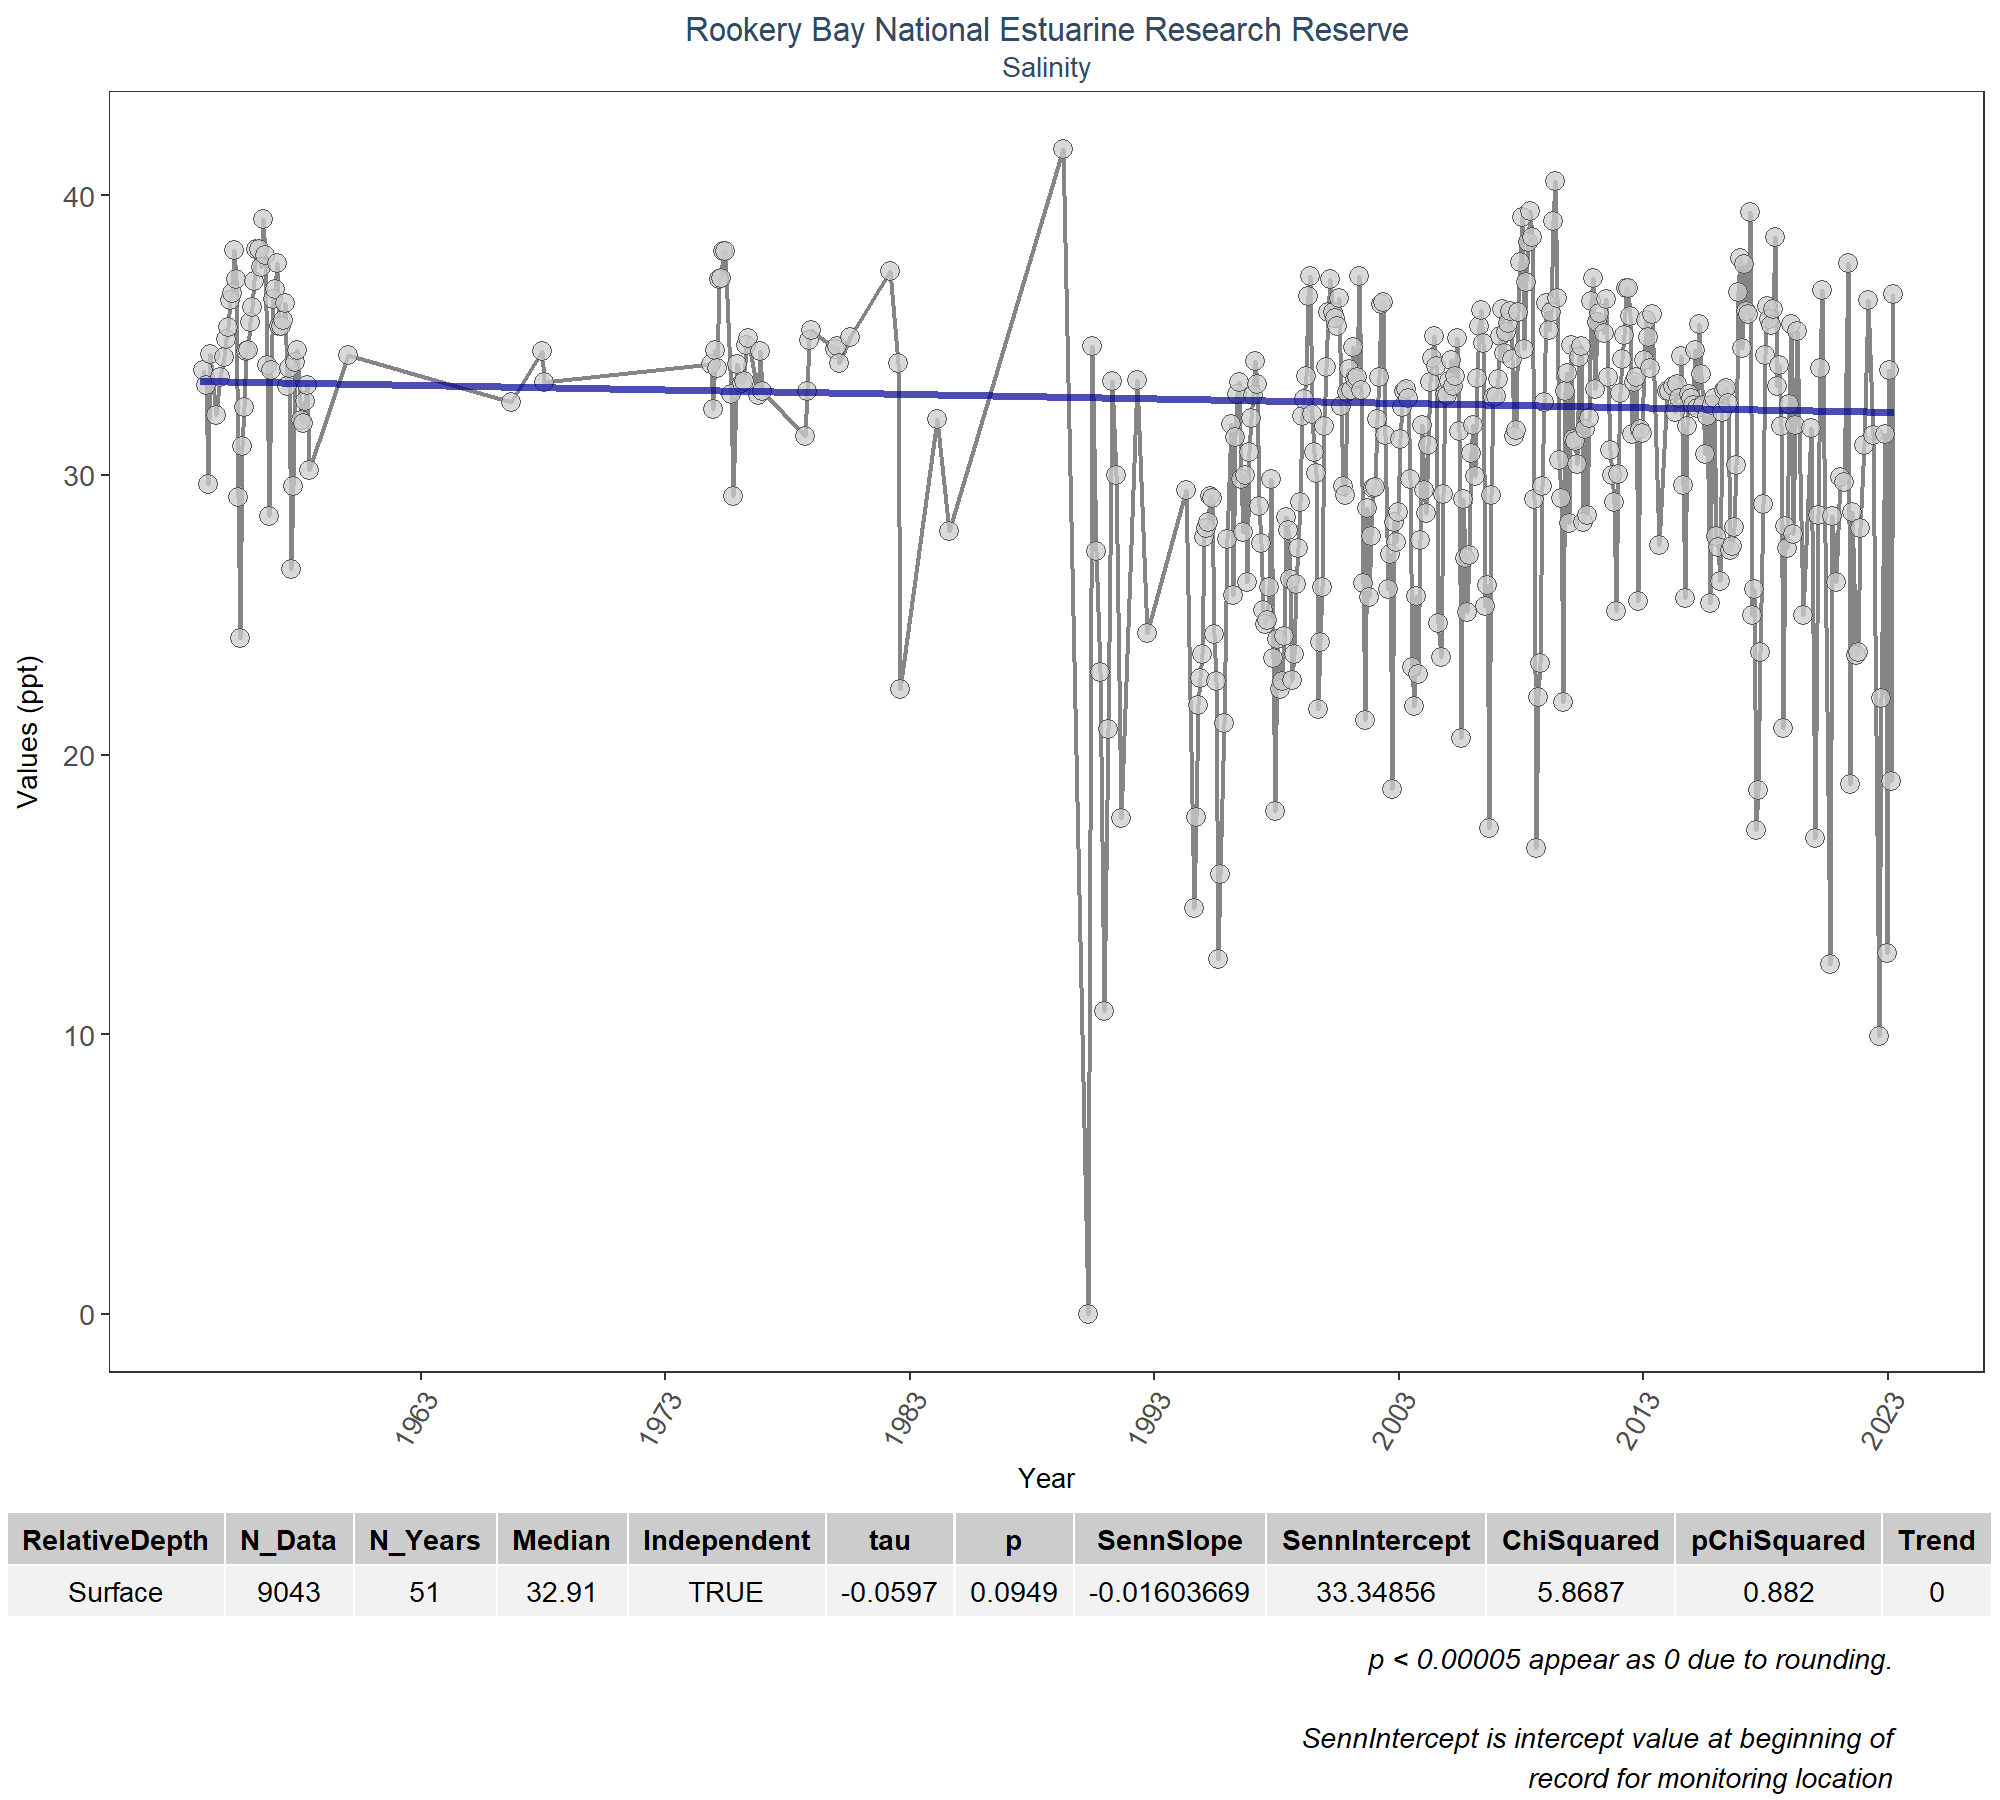 Rookery Bay National Estuarine Research Reserve
Salinity
Values (ppt)
40
30
20
10
0
1963 1973 1983 1993 2003 2013 2023
Year
RelativeDepth N_Data N_Years Median Independent tau p SennSlope SennIntercept ChiSquared pChiSquared Trend
Surface 9043 51 32.91 TRUE -0.0597 0.0949 -0.01603669 33.34856 5.8687 0.882 0
p < 0.00005 appear as 0 due to rounding.
SennIntercept is intercept value at beginning of
record for monitoring location